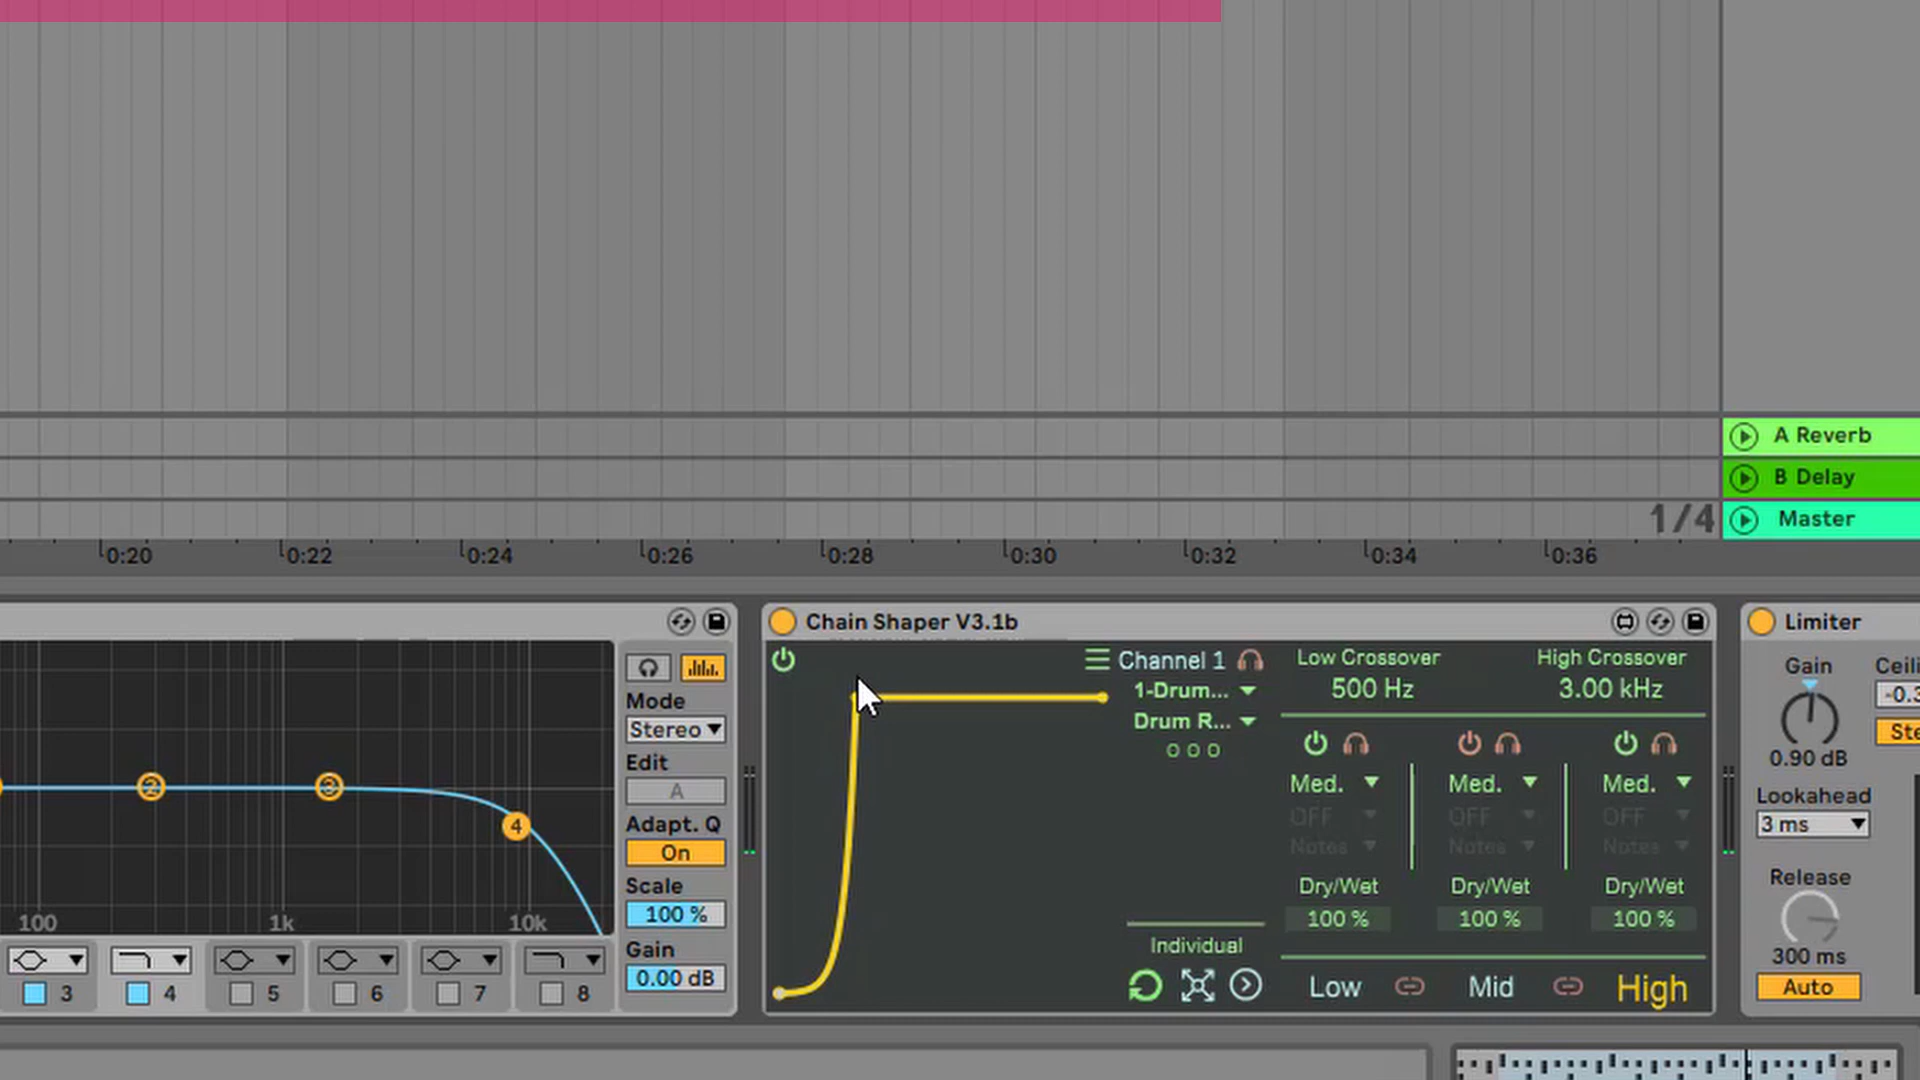 A Reverb
B Delay
1/4
Master
0:20 0:22 0:24 0:26 0:28 0:30 0:32 0:34 0:36
Chain Shaper V3.1b
Limiter
Mode
Stereo
Edit
A
Adapt. Q
On
Scale
100 %
Gain
0.00 dB
2 3 4
100 1k 10k
3 4 5 6 7 8
Channel 1
1-Drum...
Drum R...
Individual
Low Crossover High Crossover
500 Hz 3.00 kHz
Med. Med. Med.
OFF OFF OFF
Notes Notes Notes
Dry/Wet Dry/Wet Dry/Wet
100 % 100 % 100 %
Low Mid High
Gain Ceili
-0.3
Ste
0.90 dB
Lookahead
3 ms
Release
300 ms
Auto